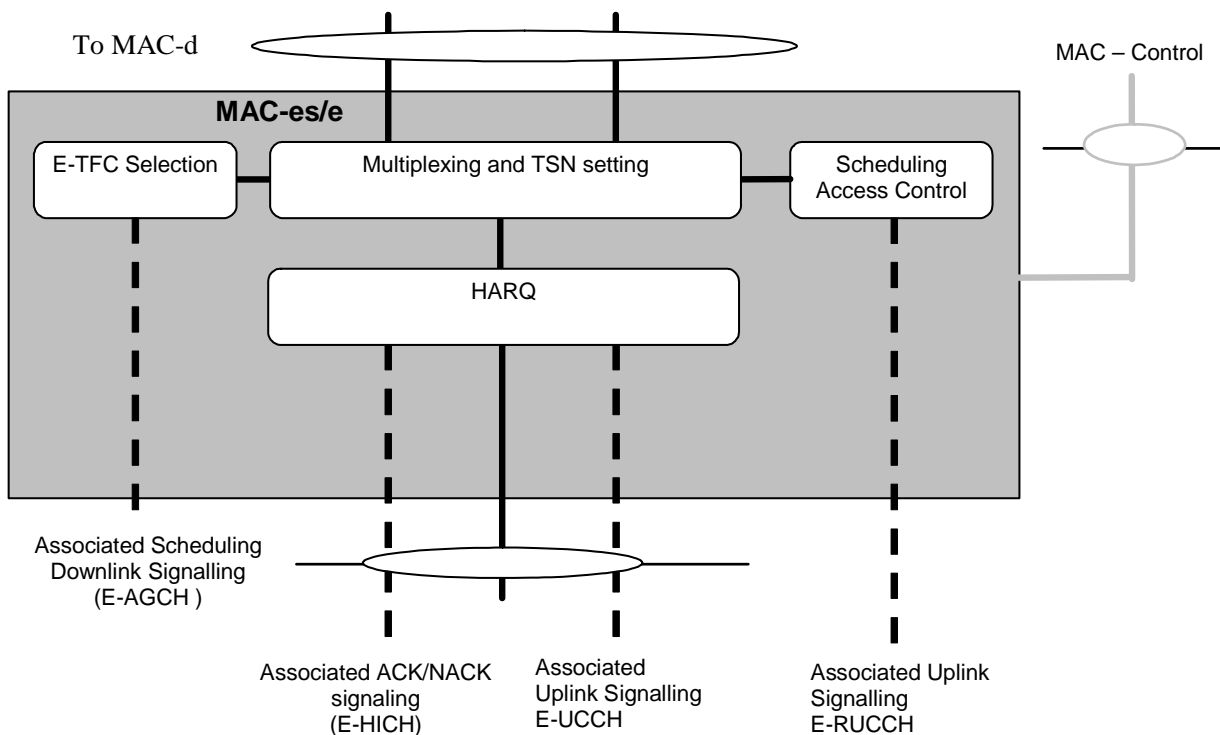 To MAC-d
MAC – Control
MAC-es/e
E-TFC Selection
Multiplexing and TSN setting
Scheduling
Access Control
HARQ
Associated Scheduling
Downlink Signalling
(E-AGCH )
Associated ACK/NACK
signaling
(E-HICH)
Associated
Uplink Signalling
E-UCCH
Associated Uplink
Signalling
E-RUCCH